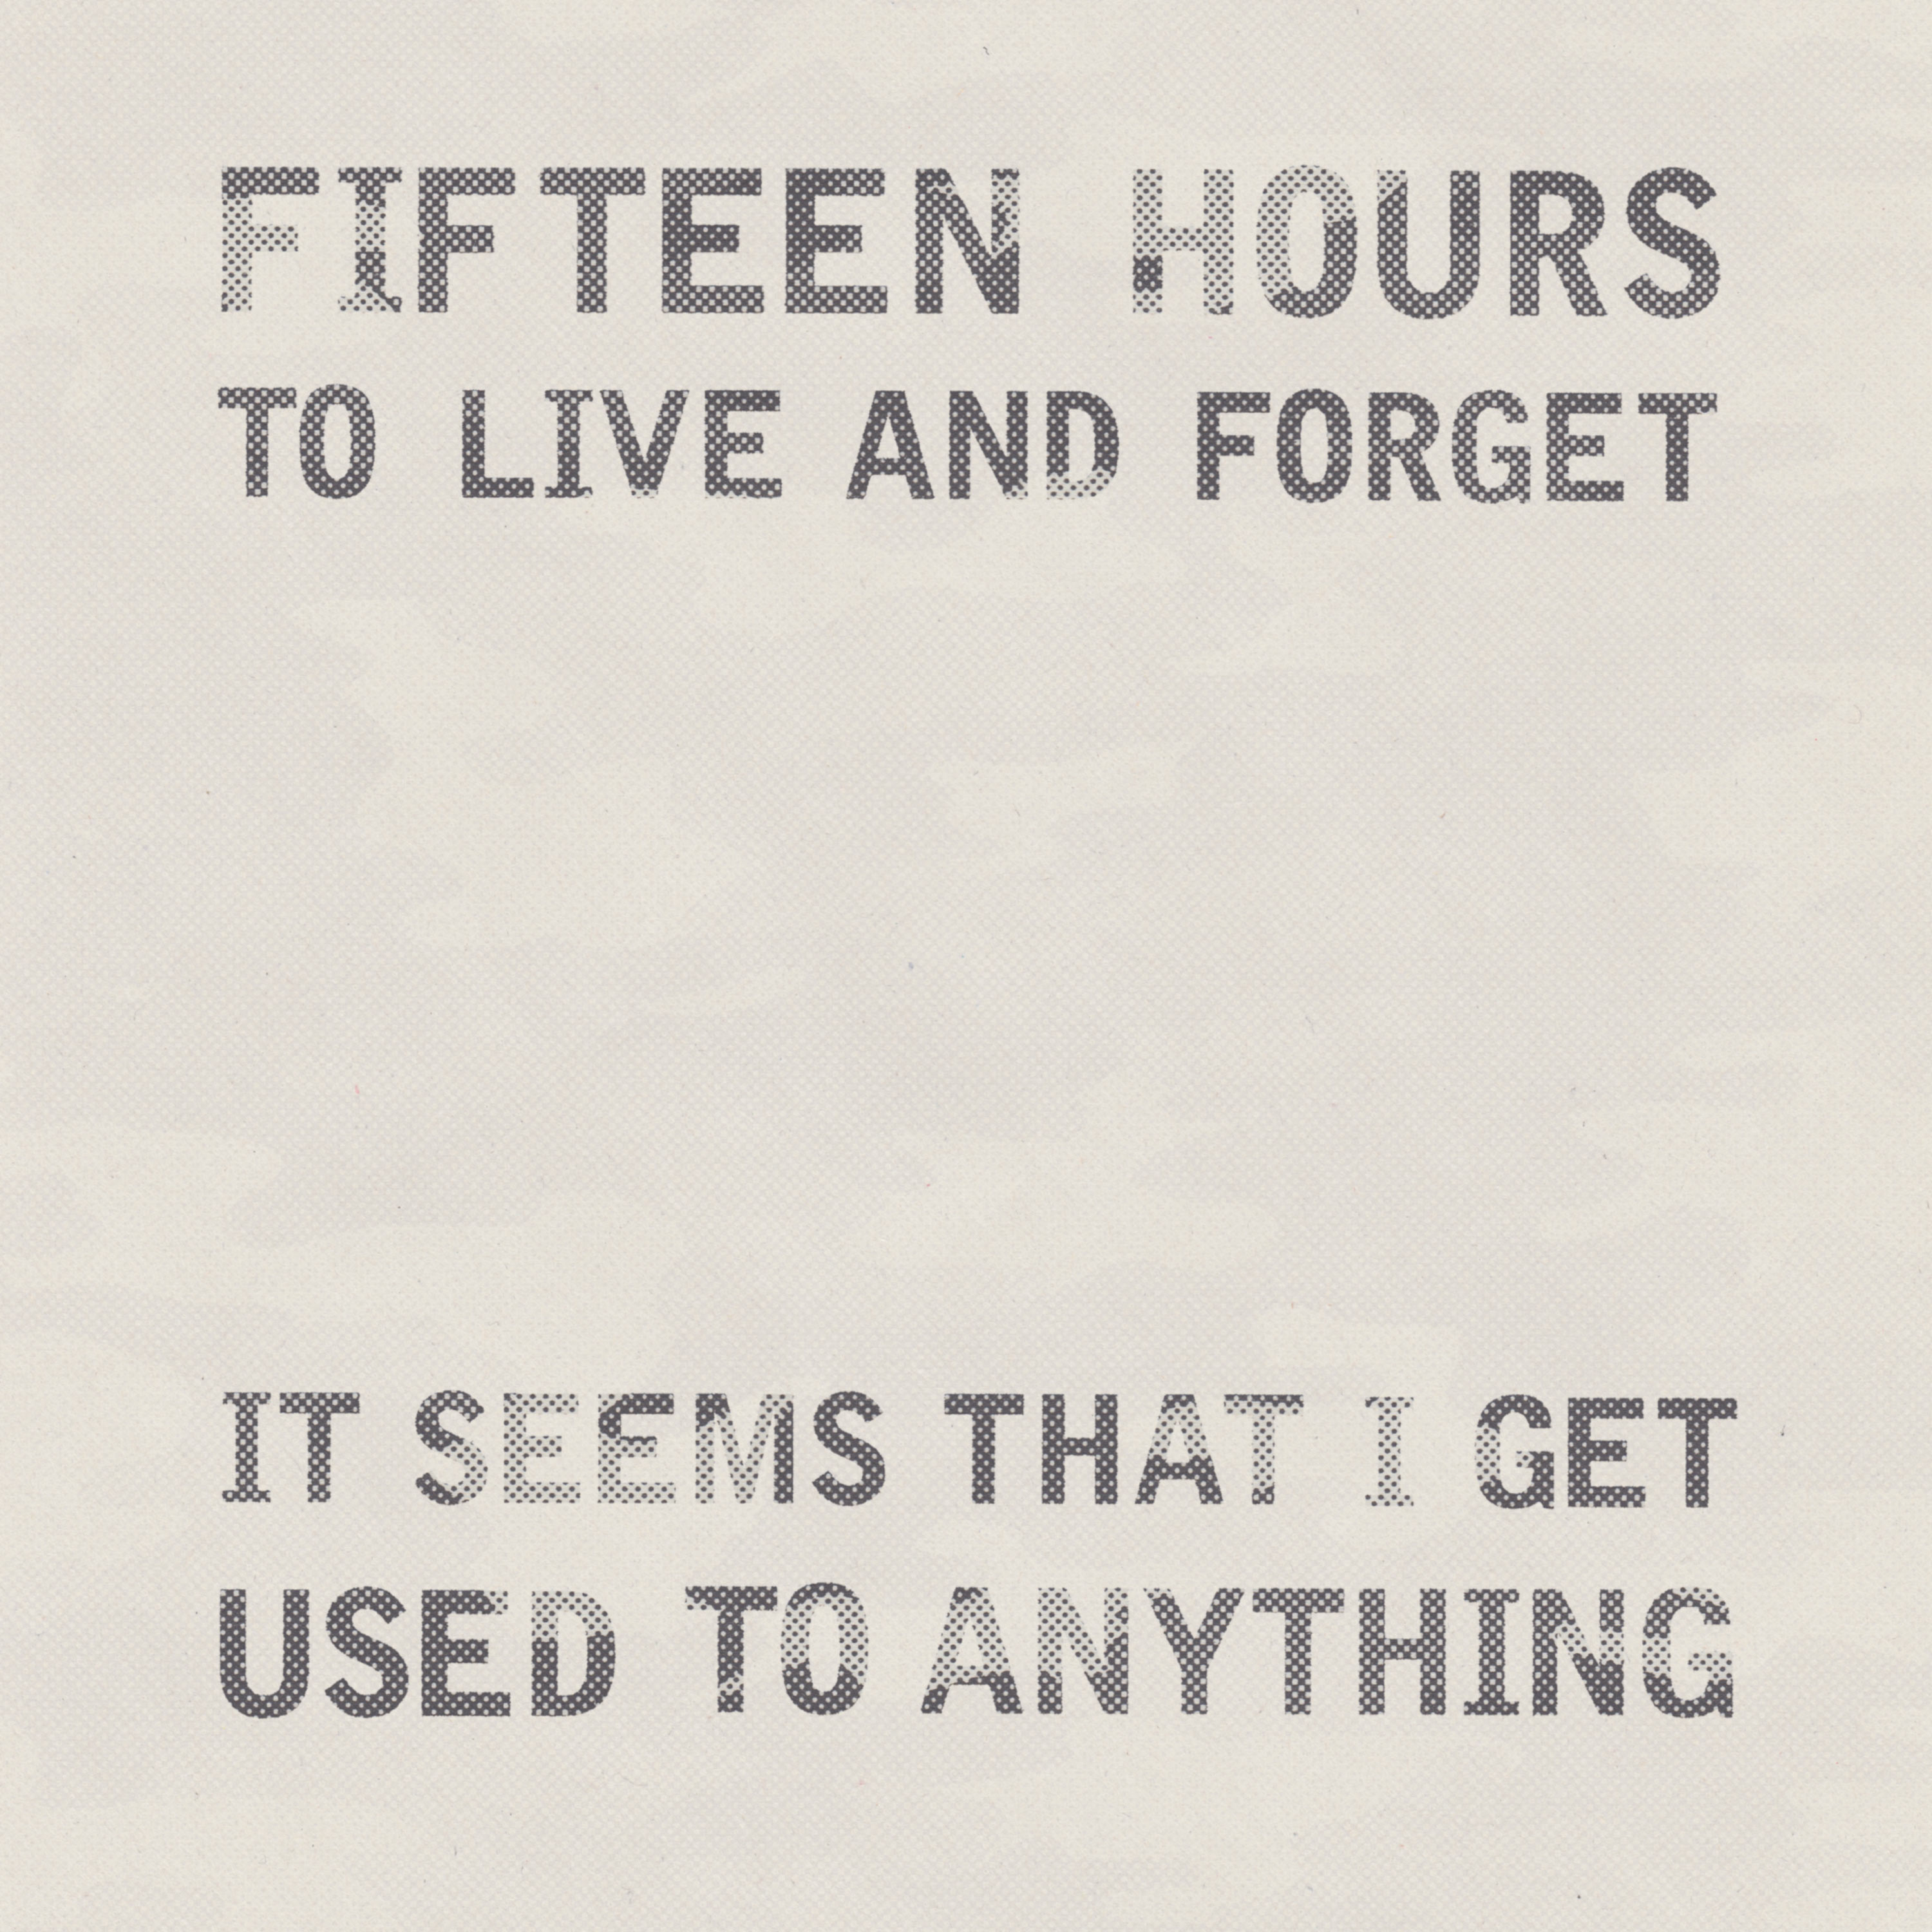 FIFTEEN HOURS
TO LIVE AND FORGET
IT SEEMS THAT I GET
USED TO ANYTHING